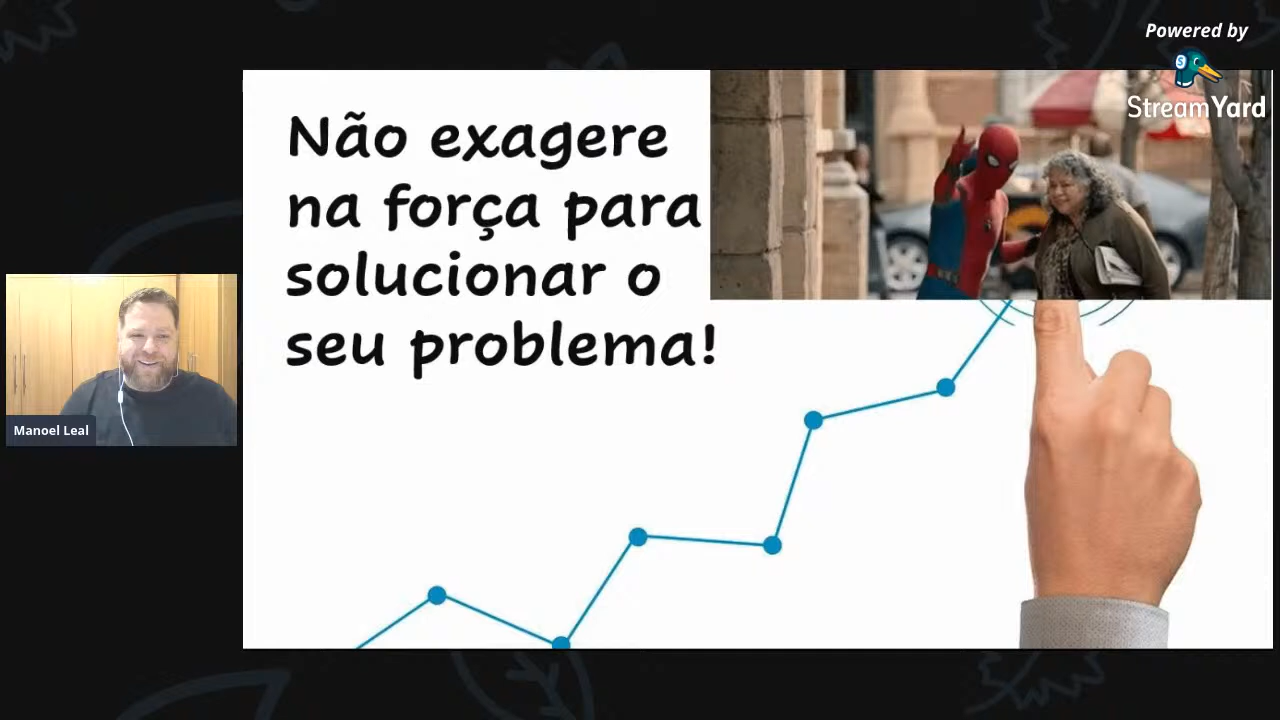 Powered by
StreamYard
Não exagere
na força para
solucionar o
seu problema!
Manoel Leal